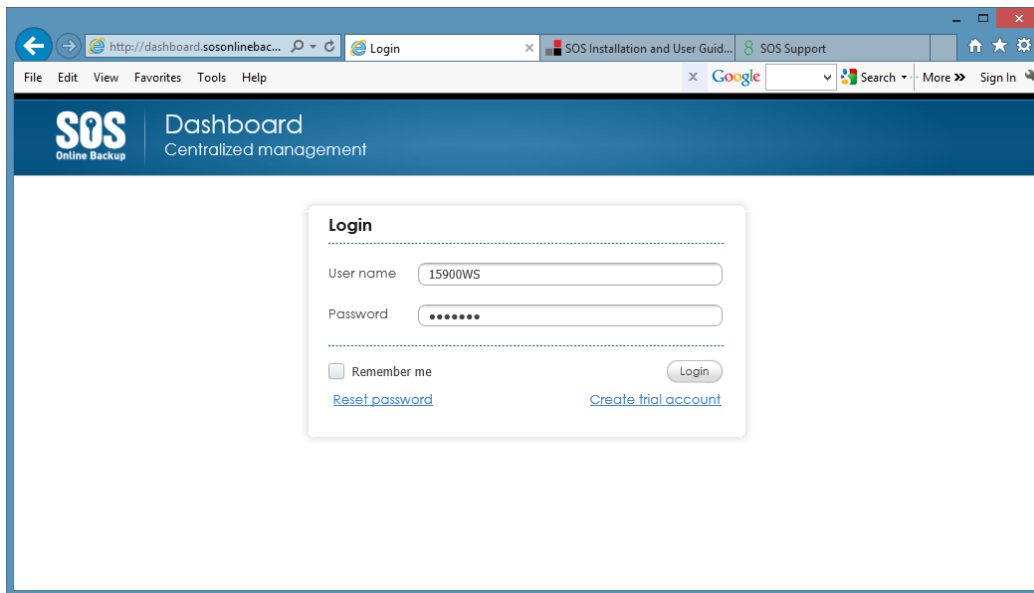 http://dashboard.sosonlinebac...
Login
SOS Installation and User Guid...
SOS Support
File Edit View Favorites Tools Help
x Google
Search
More »
Sign In
SOS
Online Backup
Dashboard
Centralized management
Login
User name 15900WS
Password •••••••
Remember me
Login
Reset password
Create trial account